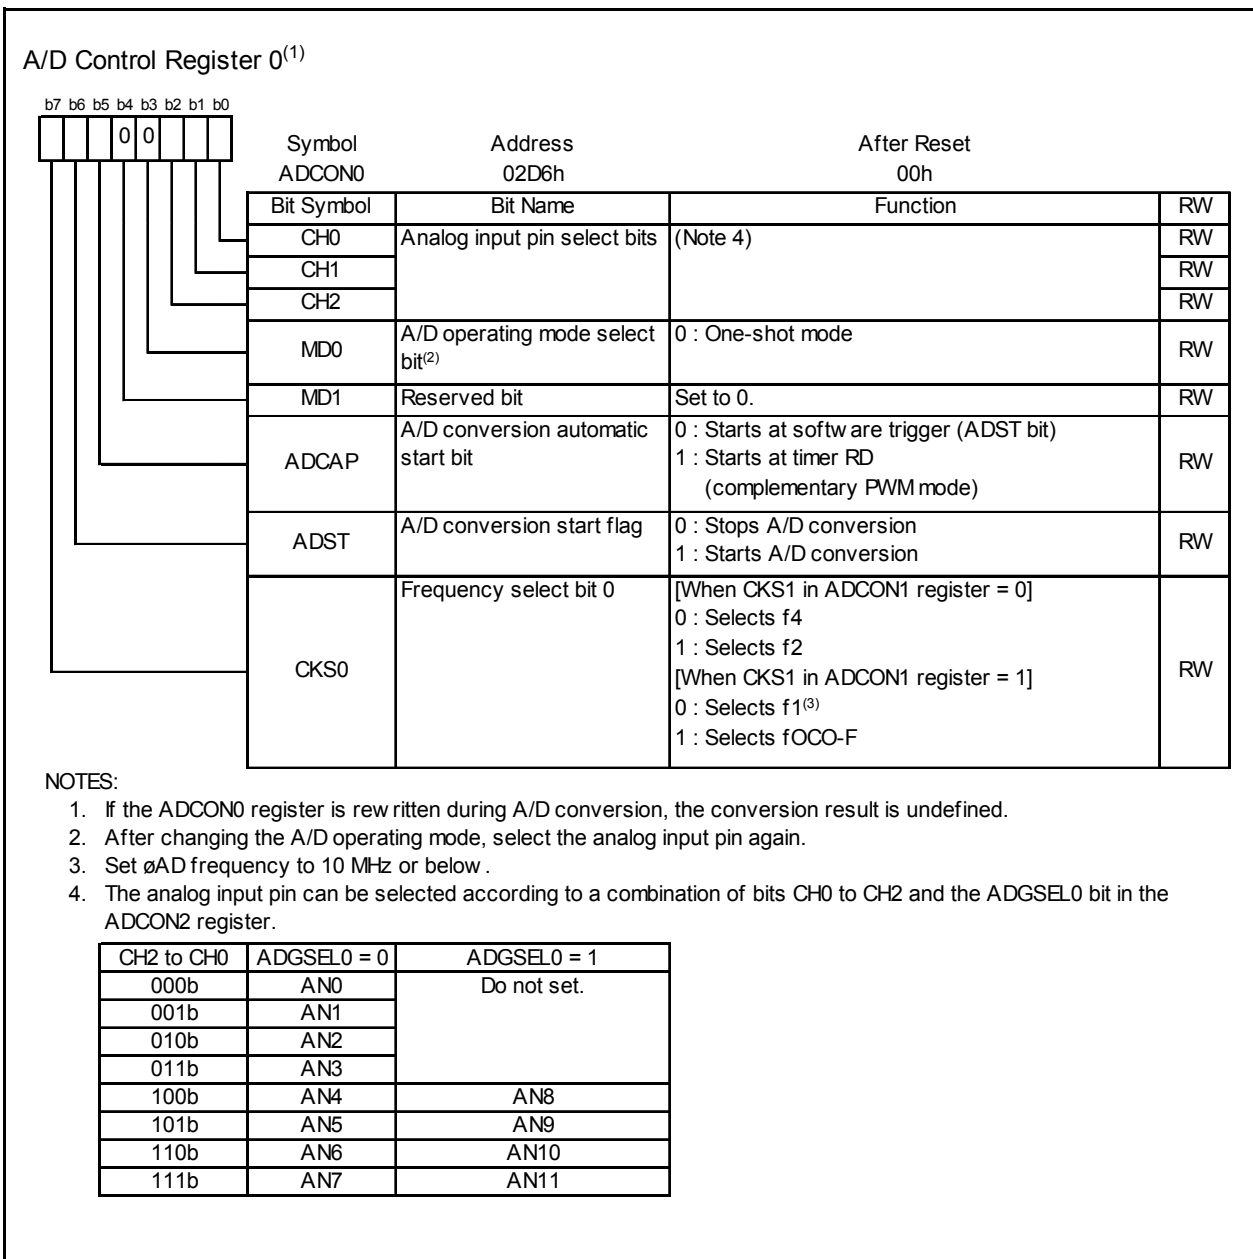 A/D Control Register 0(1)
b7 b6 b5 b4 b3 b2 b1 b0
0 0
Symbol Address After Reset
ADCON0 02D6h 00h
Bit Symbol Bit Name Function RW
CH0 Analog input pin select bits (Note 4) RW
CH1 RW
CH2 RW
MD0 A/D operating mode select bit(2) 0 : One-shot mode RW
MD1 Reserved bit Set to 0. RW
ADCAP A/D conversion automatic start bit 0 : Starts at software trigger (ADST bit)
1 : Starts at timer RD
(complementary PWM mode) RW
ADST A/D conversion start flag 0 : Stops A/D conversion
1 : Starts A/D conversion RW
CKS0 Frequency select bit 0 [When CKS1 in ADCON1 register = 0]
0 : Selects f4
1 : Selects f2
[When CKS1 in ADCON1 register = 1]
0 : Selects f1(3)
1 : Selects fOCO-F RW
NOTES:
1. If the ADCON0 register is rewritten during A/D conversion, the conversion result is undefined.
2. After changing the A/D operating mode, select the analog input pin again.
3. Set øAD frequency to 10 MHz or below.
4. The analog input pin can be selected according to a combination of bits CH0 to CH2 and the ADGSEL0 bit in the
ADCON2 register.
CH2 to CH0 ADGSEL0 = 0 ADGSEL0 = 1
000b AN0 Do not set.
001b AN1
010b AN2
011b AN3
100b AN4 AN8
101b AN5 AN9
110b AN6 AN10
111b AN7 AN11